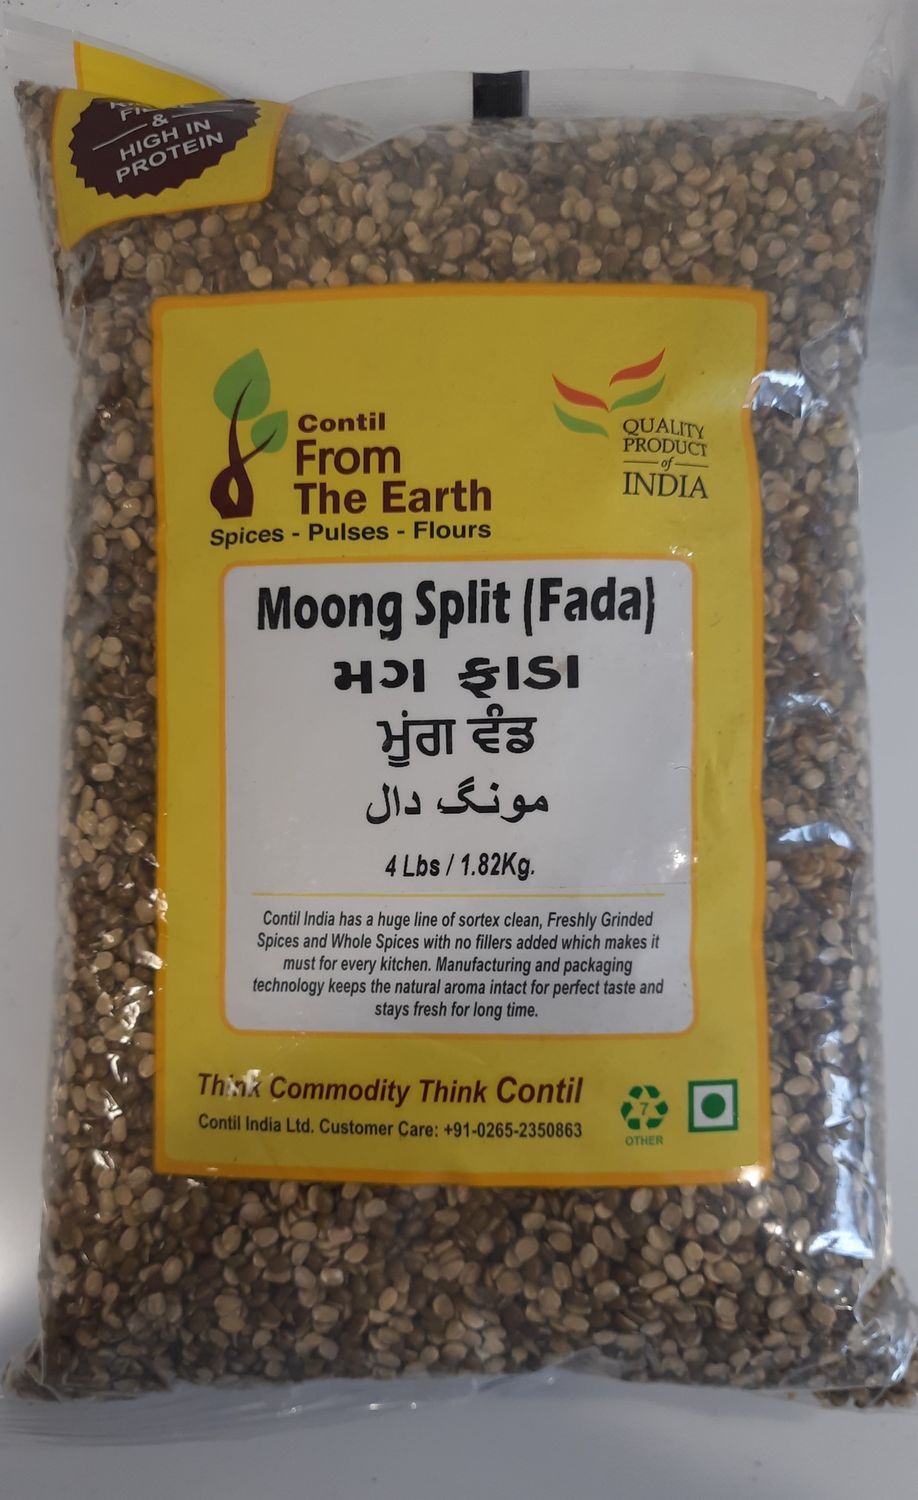 &
HIGH IN
PROTEIN
Contil
From
The Earth
Spices - Pulses - Flours
QUALITY
PRODUCT
of
INDIA
Moong Split (Fada)
મગ ફાડા
ਮੂੰਗ ਵੰਡ
مونگ دال
4 Lbs / 1.82Kg.
Contil India has a huge line of sortex clean, Freshly Grinded
Spices and Whole Spices with no fillers added which makes it
must for every kitchen. Manufacturing and packaging
technology keeps the natural aroma intact for perfect taste and
stays fresh for long time.
Think Commodity Think Contil
Contil India Ltd. Customer Care: +91-0265-2350863
7
OTHER